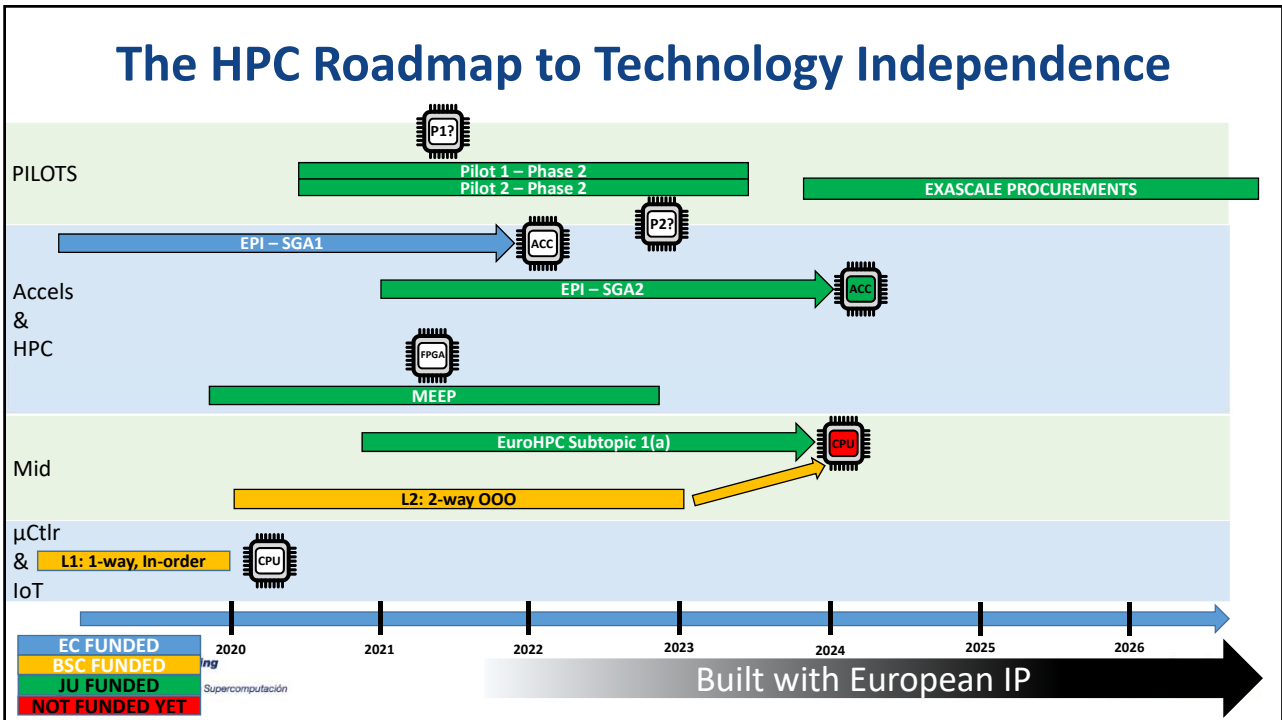 The HPC Roadmap to Technology Independence
PILOTS
P1?
Pilot 1 – Phase 2
Pilot 2 – Phase 2
EXASCALE PROCUREMENTS
P2?
Accels
&
HPC
EPI – SGA1
ACC
EPI – SGA2
ACC
FPGA
MEEP
Mid
EuroHPC Subtopic 1(a)
CPU
L2: 2-way OOO
μCtlr
&
IoT
L1: 1-way, In-order
CPU
2020 2021 2022 2023 2024 2025 2026
EC FUNDED
BSC FUNDED
JU FUNDED
NOT FUNDED YET
ing
Supercomputación
Built with European IP